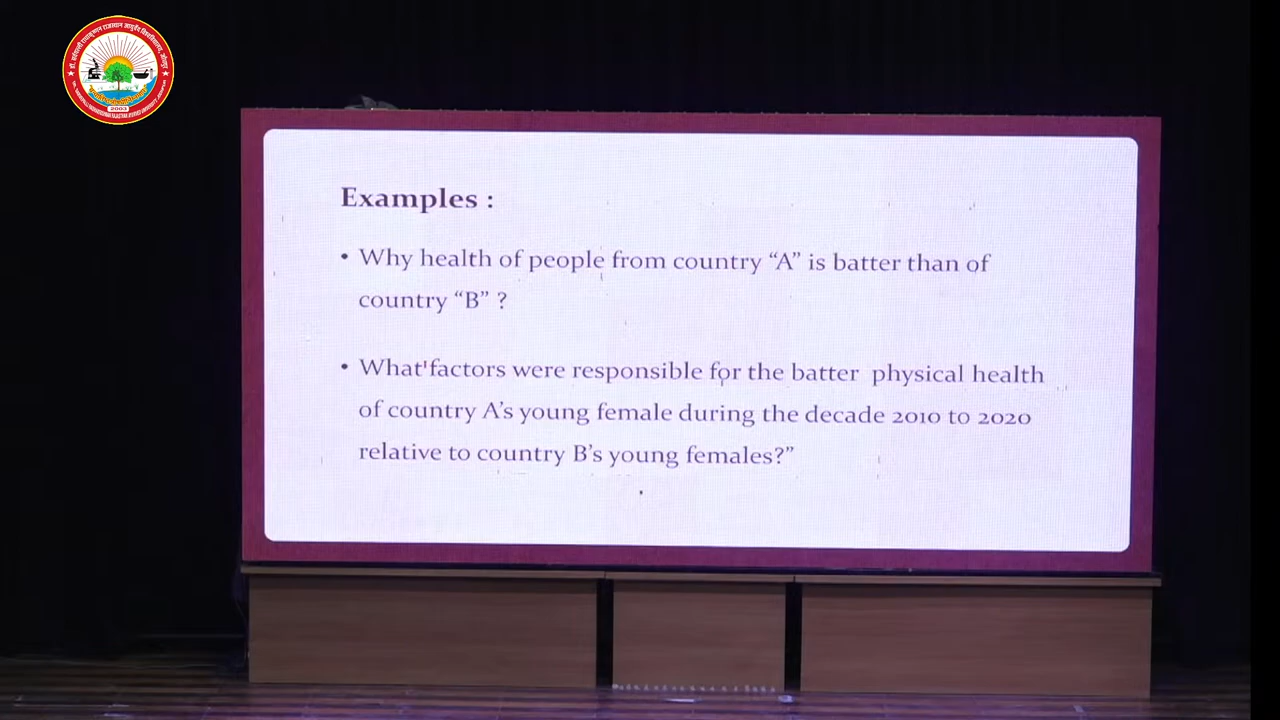 2003
Examples :
• Why health of people from country “A” is batter than of
country “B” ?
• What factors were responsible for the batter physical health
of country A’s young female during the decade 2010 to 2020
relative to country B’s young females?”